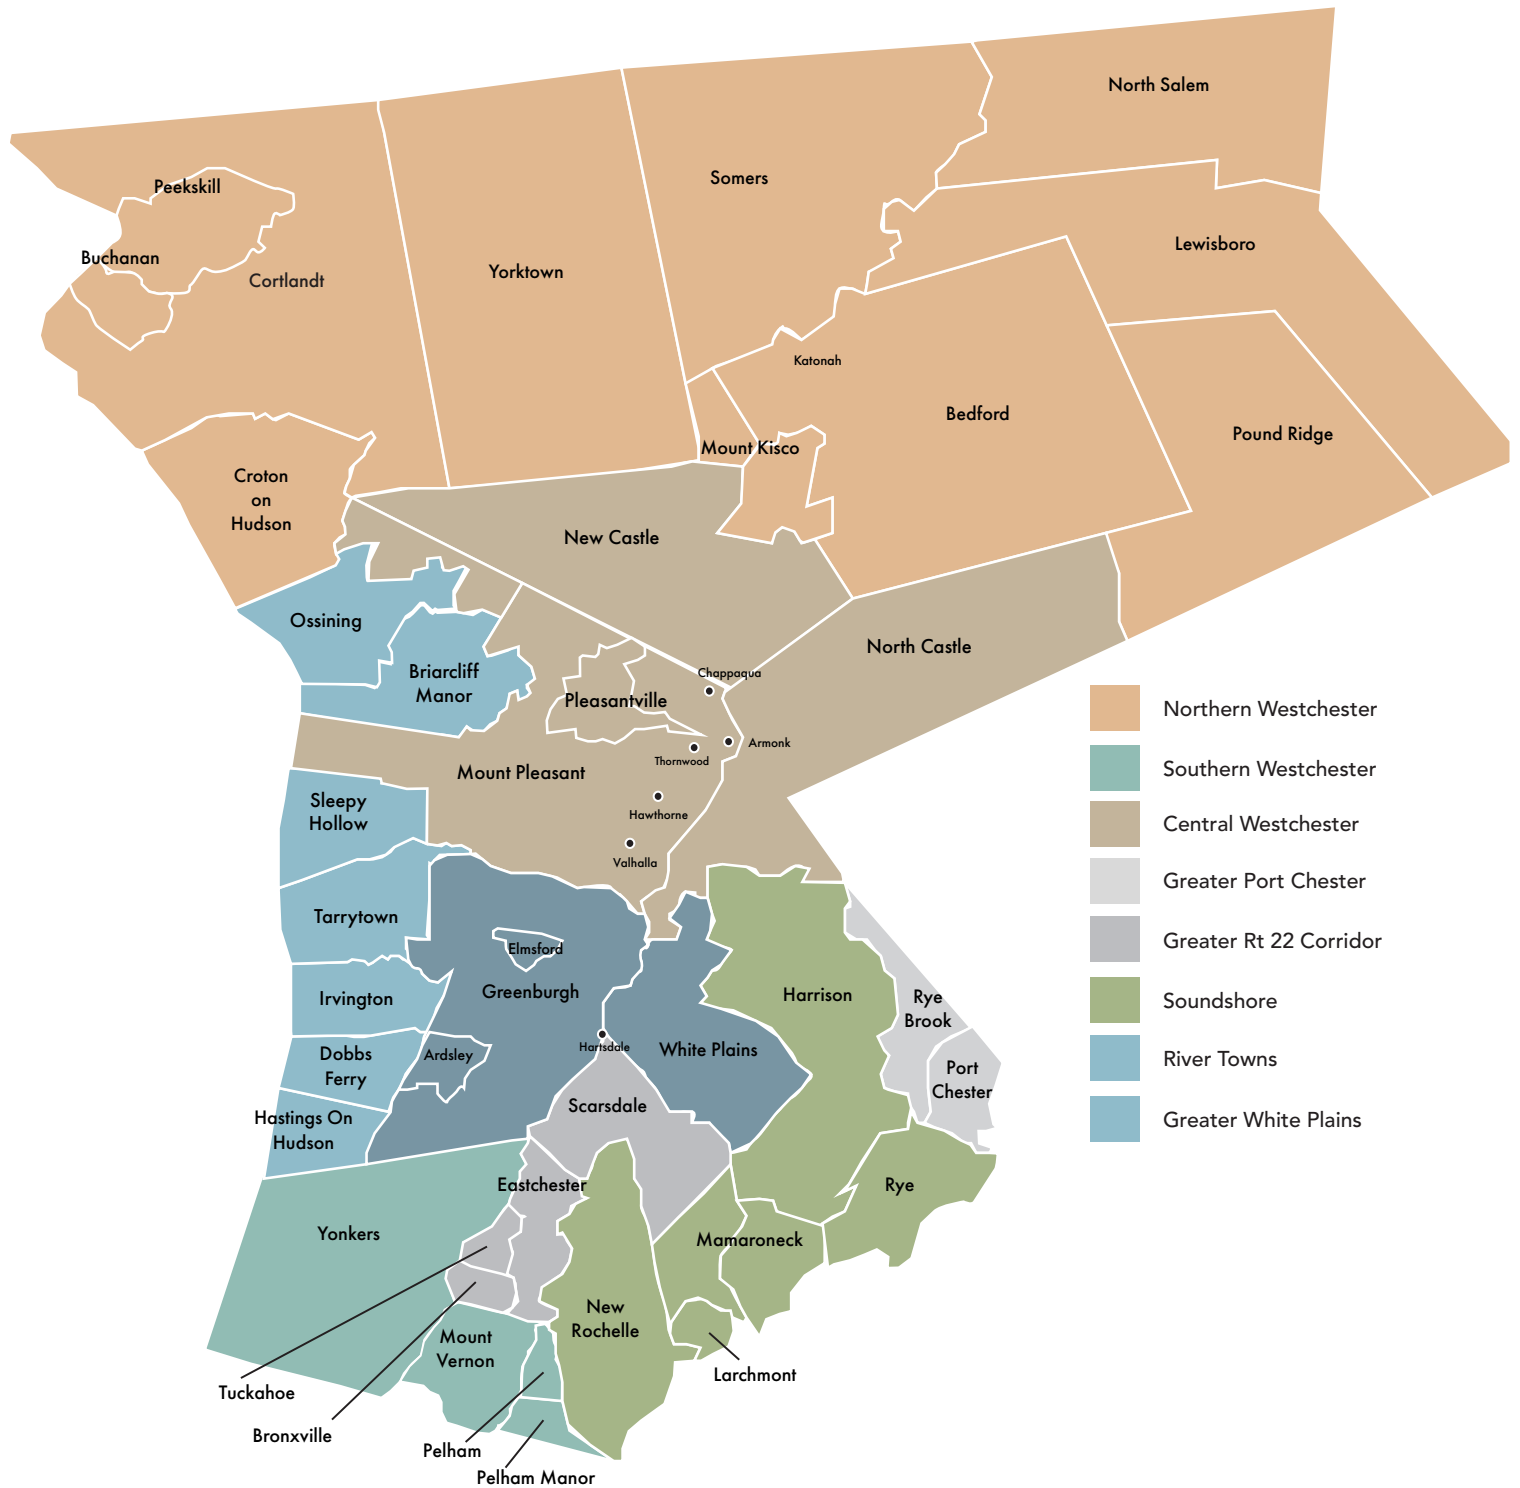 North Salem
Somers
Peekskill
Lewisboro
Buchanan
Yorktown
Cortlandt
Katonah
Bedford
Pound Ridge
Mount Kisco
Croton
on
Hudson
New Castle
Ossining
North Castle
Briarcliff
Manor
Chappaqua
Pleasantville
Armonk
Thornwood
Mount Pleasant
Sleepy
Hollow
Hawthorne
Valhalla
Tarrytown
Elmsford
Greenburgh
Harrison
Irvington
Rye
Brook
Hartsdale
White Plains
Dobbs
Ferry
Ardsley
Port
Chester
Scarsdale
Hastings On
Hudson
Eastchester
Rye
Yonkers
Mamaroneck
New
Rochelle
Mount
Vernon
Larchmont
Tuckahoe
Bronxville
Pelham
Pelham Manor
Northern Westchester
Southern Westchester
Central Westchester
Greater Port Chester
Greater Rt 22 Corridor
Soundshore
River Towns
Greater White Plains